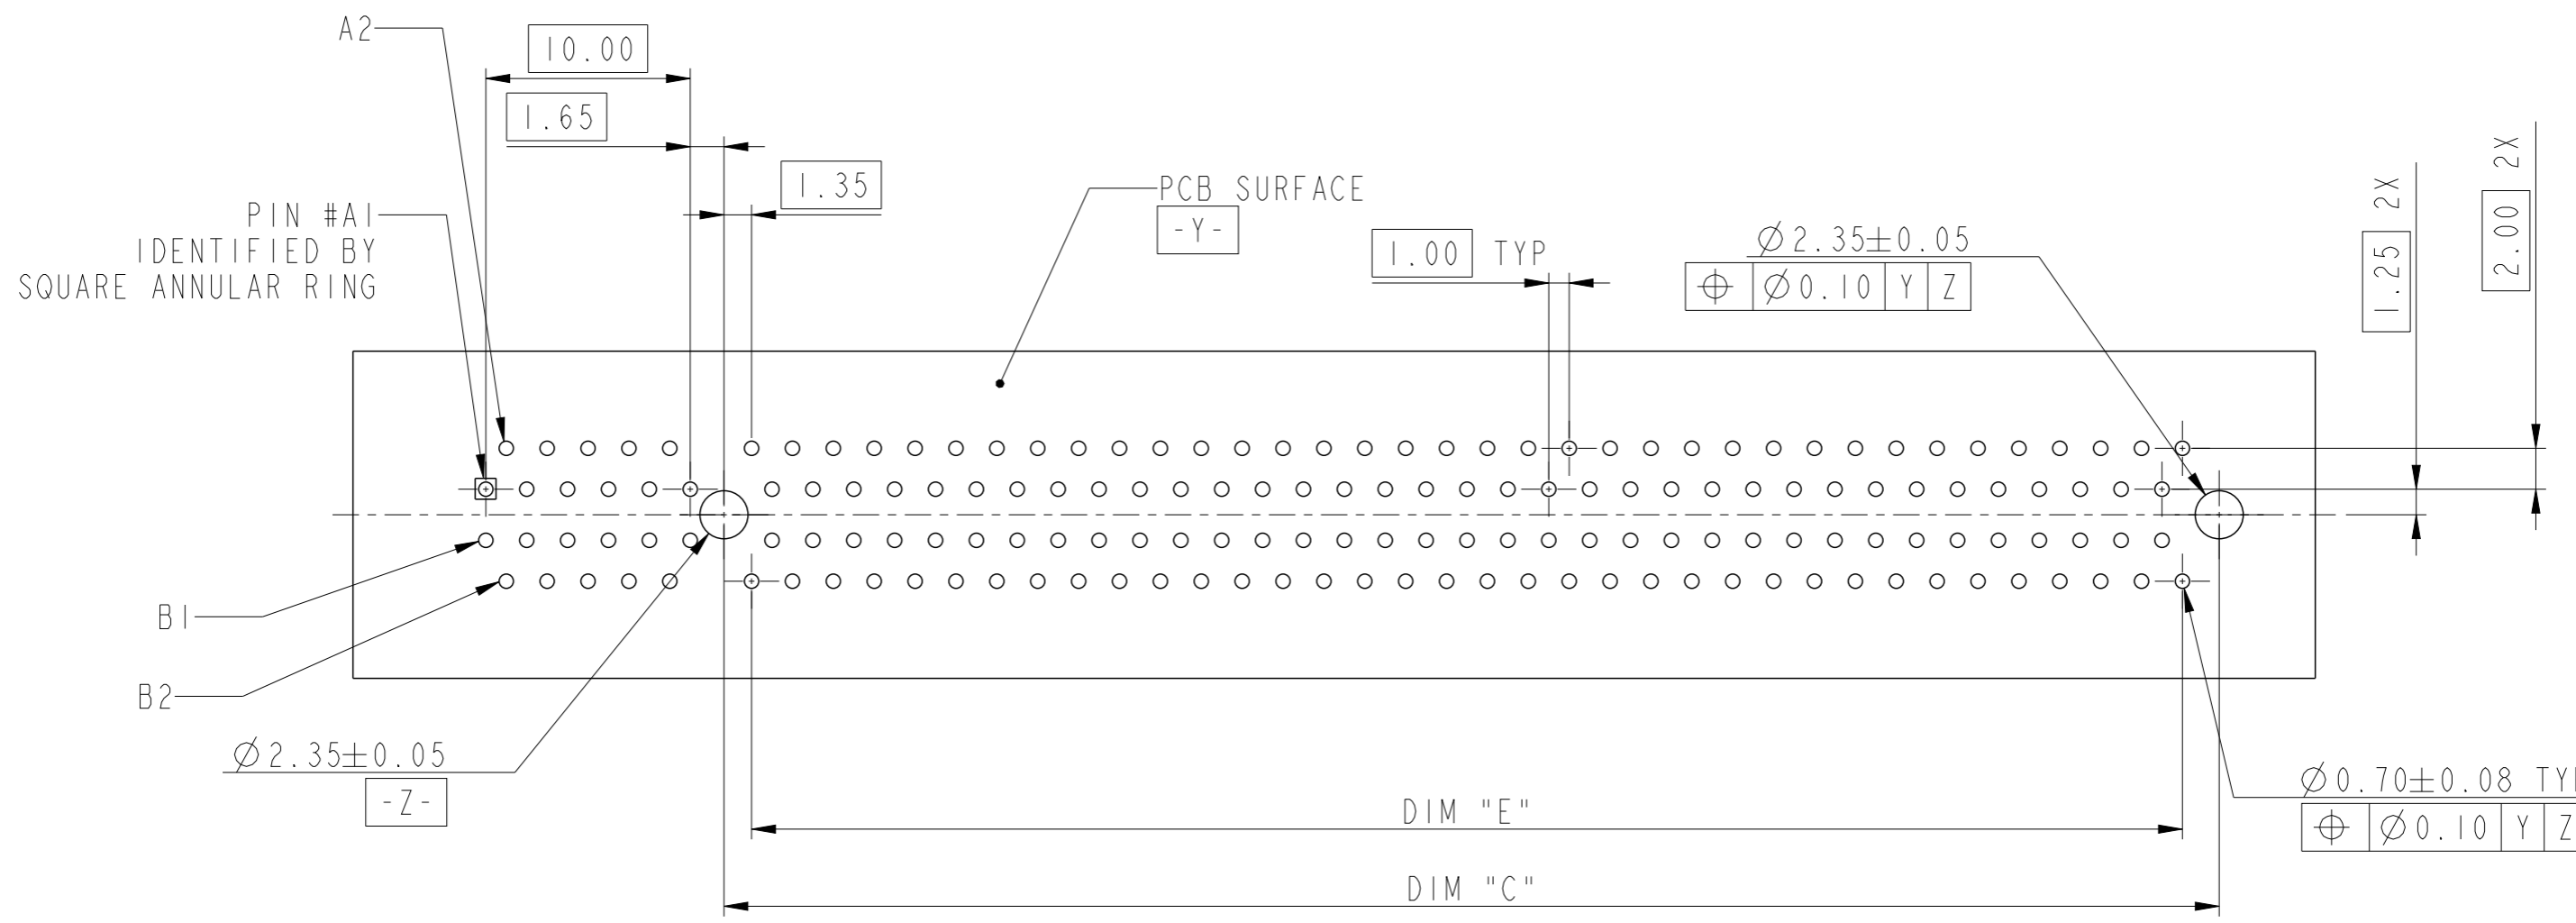 A2
10.00
1.65
1.35
PIN #A1
IDENTIFIED BY
SQUARE ANNULAR RING
PCB SURFACE
-Y-
1.00 TYP
Ø2.35±0.05
⌖ Ø0.10 Y Z
1.25 2X
2.00 2X
B1
B2
Ø2.35±0.05
-Z-
DIM "E"
DIM "C"
Ø0.70±0.08
⌖ Ø0.10 Y Z